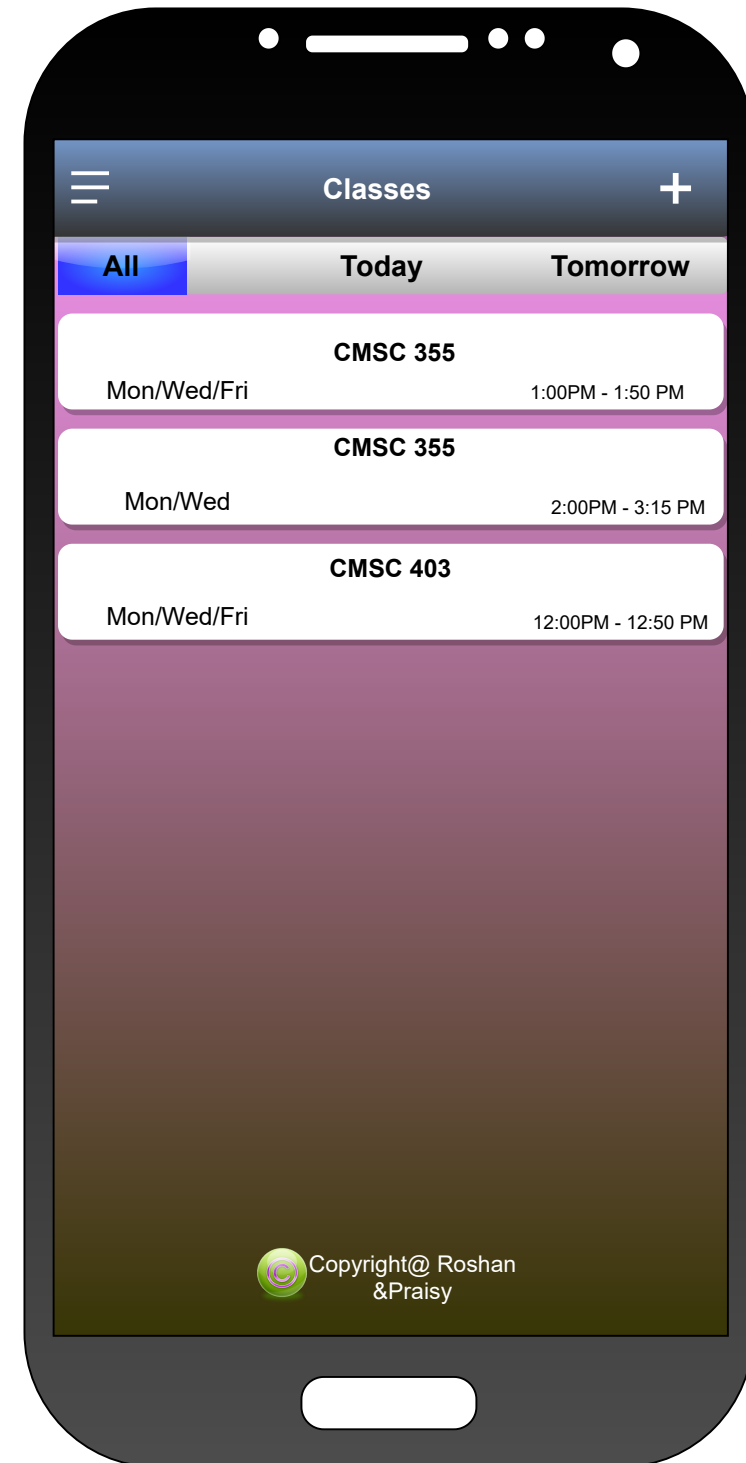 Classes
All Today Tomorrow
CMSC 355
Mon/Wed/Fri 1:00PM - 1:50 PM
CMSC 355
Mon/Wed 2:00PM - 3:15 PM
CMSC 403
Mon/Wed/Fri 12:00PM - 12:50 PM
© Copyright@ Roshan
&Praisy